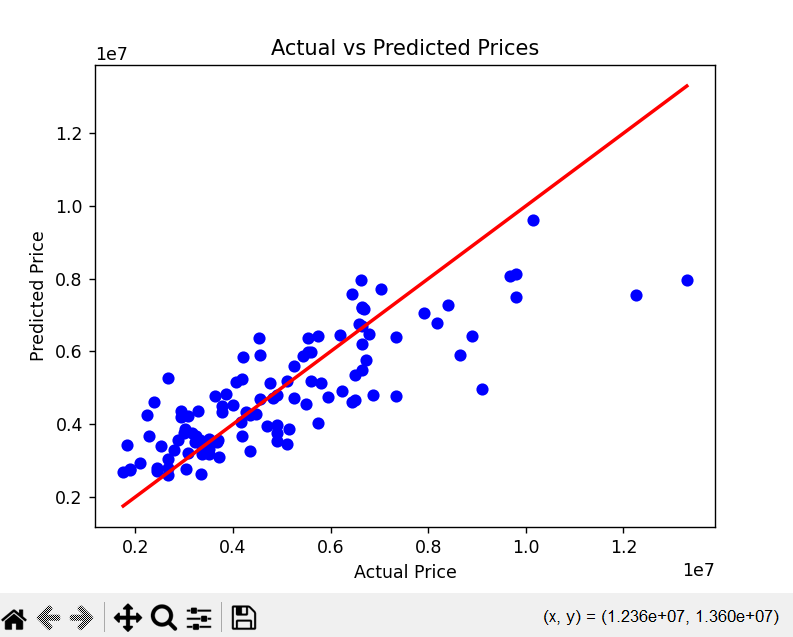 Actual vs Predicted Prices
1e7
1.2
1.0
0.8
0.6
0.4
0.2
Predicted Price
0.2 0.4 0.6 0.8 1.0 1.2
1e7
Actual Price
(x, y) = (1.236e+07, 1.360e+07)